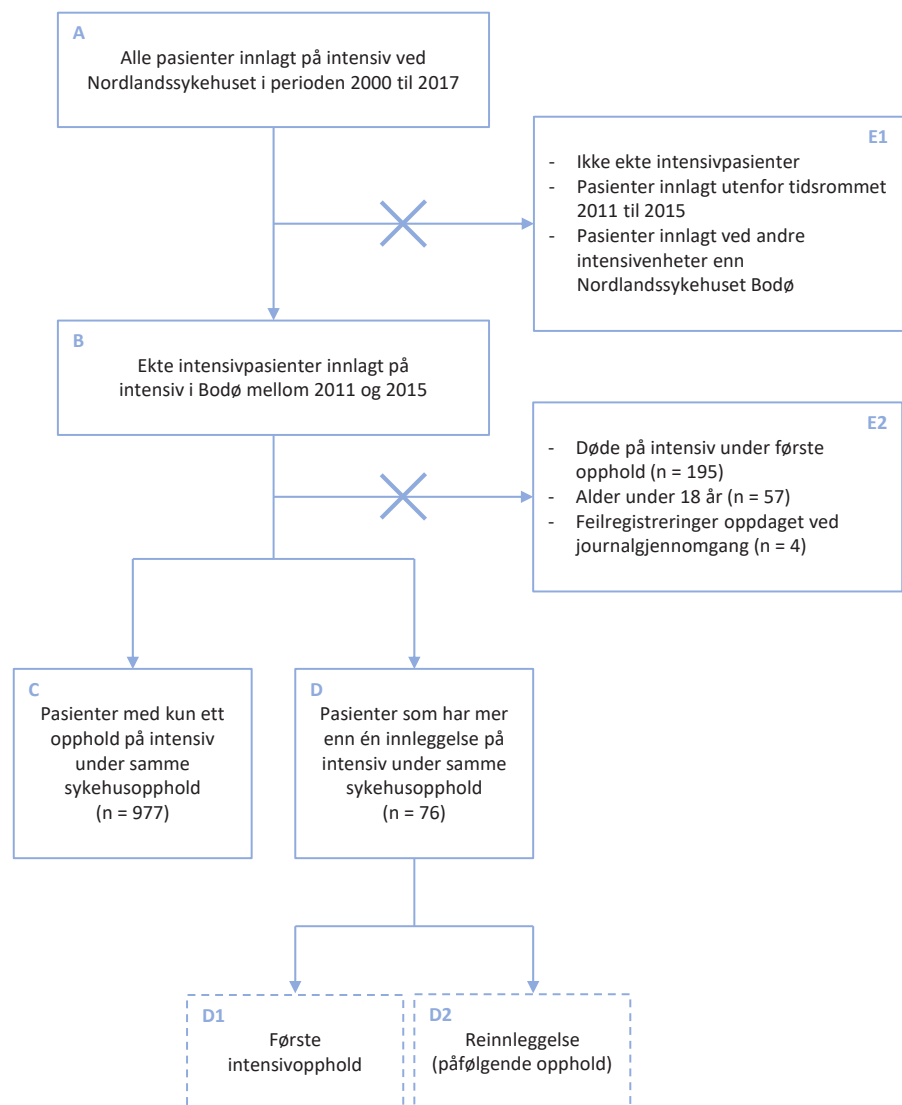 A
Alle pasienter innlagt på intensiv ved
Nordlandssykehuset i perioden 2000 til 2017
E1
- Ikke ekte intensivpasienter
- Pasienter innlagt utenfor tidsrommet
2011 til 2015
- Pasienter innlagt ved andre
intensivenheter enn
Nordlandssykehuset Bodø
B
Ekte intensivpasienter innlagt på
intensiv i Bodø mellom 2011 og 2015
E2
- Døde på intensiv under første
opphold (n = 195)
- Alder under 18 år (n = 57)
- Feilregistreringer oppdaget ved
journalgjennomgang (n = 4)
C
Pasienter med kun ett
opphold på intensiv
under samme
sykehusopphold
(n = 977)
D
Pasienter som har mer
enn én innleggelse på
intensiv under samme
sykehusopphold
(n = 76)
D1
Første
intensivopphold
D2
Reinnleggelse
(påfølgende opphold)